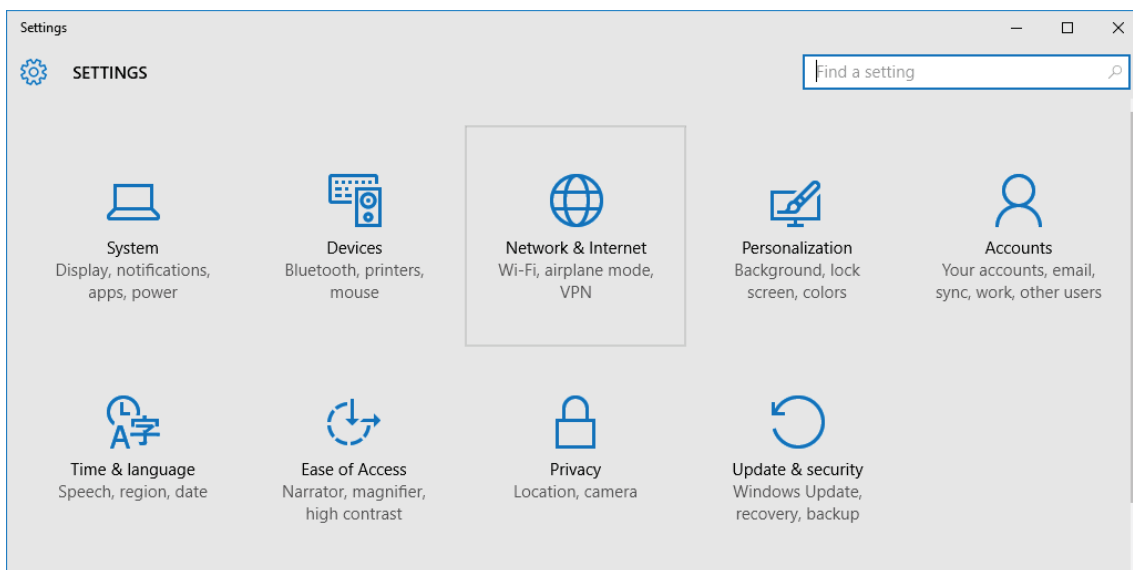 Settings
SETTINGS
Find a setting
System
Display, notifications,
apps, power
Devices
Bluetooth, printers,
mouse
Network & Internet
Wi-Fi, airplane mode,
VPN
Personalization
Background, lock
screen, colors
Accounts
Your accounts, email,
sync, work, other users
A字
Time & language
Speech, region, date
Ease of Access
Narrator, magnifier,
high contrast
Privacy
Location, camera
Update & security
Windows Update,
recovery, backup